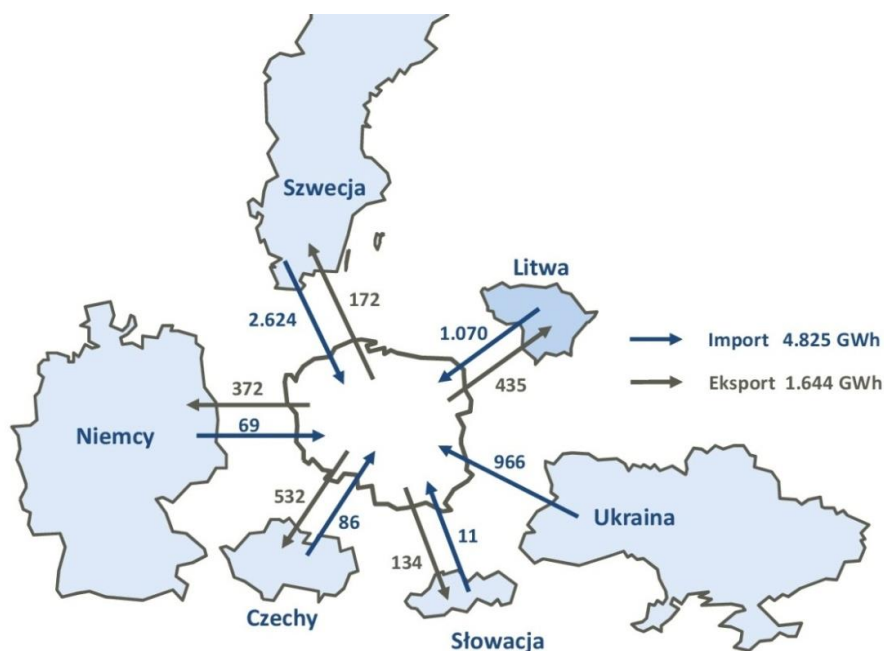 Szwecja
Litwa
2.624
172
1.070
435
Import 4.825 GWh
Eksport 1.644 GWh
372
69
Niemcy
966
Ukraina
532
86
134
11
Czechy
Słowacja